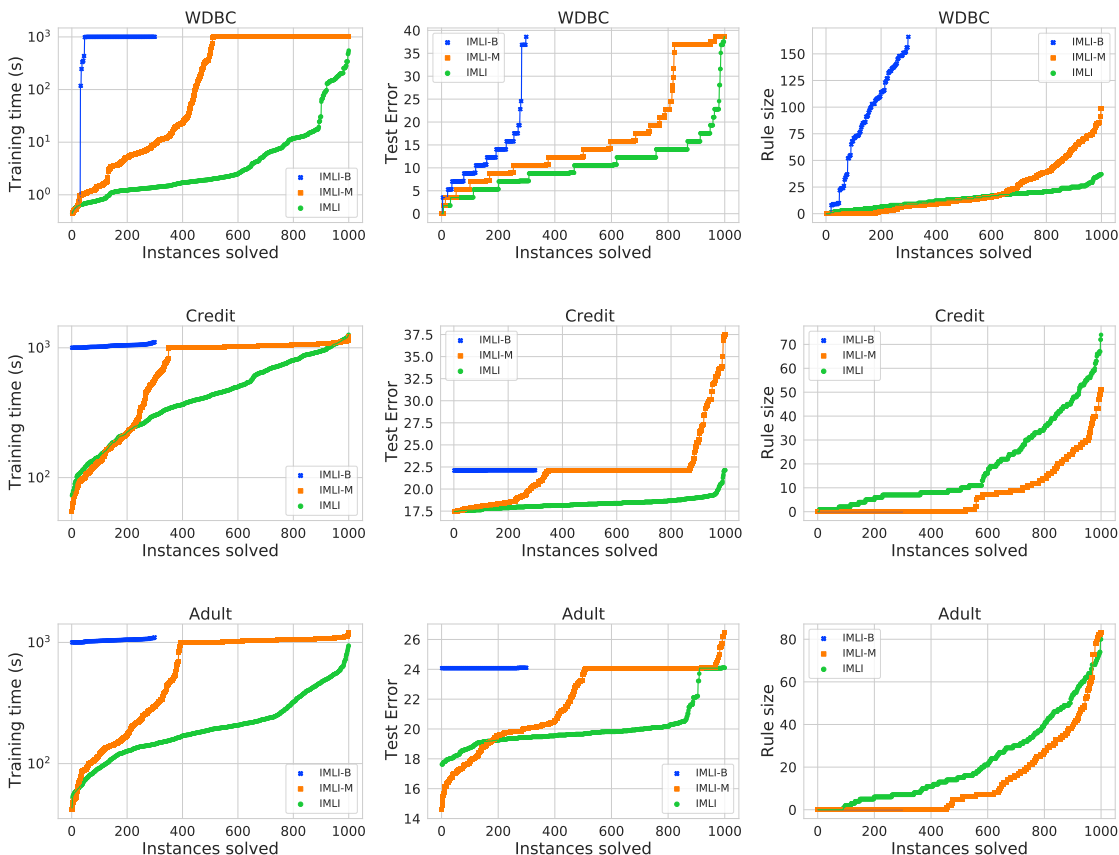 WDBC
Training time (s)
10³
10²
10¹
10⁰
IMLI-B
IMLI-M
IMLI
0 200 400 600 800 1000
Instances solved
WDBC
Test Error
40
35
30
25
20
15
10
5
0
IMLI-B
IMLI-M
IMLI
0 200 400 600 800 1000
Instances solved
WDBC
Rule size
150
125
100
75
50
25
0
IMLI-B
IMLI-M
IMLI
0 200 400 600 800 1000
Instances solved
Credit
Training time (s)
10³
10²
IMLI-B
IMLI-M
IMLI
0 200 400 600 800 1000
Instances solved
Credit
Test Error
37.5
35.0
32.5
30.0
27.5
25.0
22.5
20.0
17.5
IMLI-B
IMLI-M
IMLI
0 200 400 600 800 1000
Instances solved
Credit
Rule size
70
60
50
40
30
20
10
0
IMLI-B
IMLI-M
IMLI
0 200 400 600 800 1000
Instances solved
Adult
Training time (s)
10³
10²
IMLI-B
IMLI-M
IMLI
0 200 400 600 800 1000
Instances solved
Adult
Test Error
26
24
22
20
18
16
14
IMLI-B
IMLI-M
IMLI
0 200 400 600 800 1000
Instances solved
Adult
Rule size
80
60
40
20
0
IMLI-B
IMLI-M
IMLI
0 200 400 600 800 1000
Instances solved